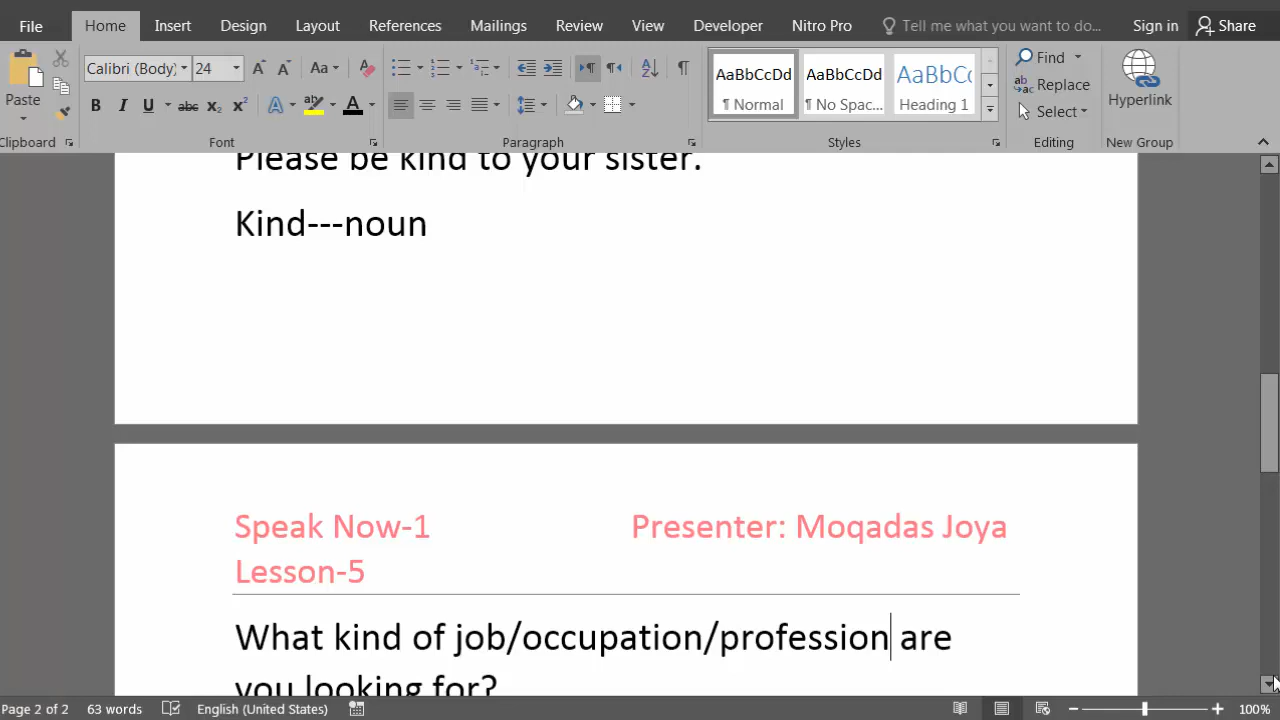 File Home Insert Design Layout References Mailings Review View Developer Nitro Pro Tell me what you want to do... Sign in Share
Calibri (Body) 24 Aa AaBbCcDd AaBbCcDd AaBbCc Find
Paste Replace
B I U abc x₂ x² A aby A ¶ Normal ¶ No Spac... Heading 1 Select Hyperlink
Clipboard Font Paragraph Styles Editing New Group
Please be kind to your sister.
Kind---noun
Speak Now-1 Presenter: Moqadas Joya
Lesson-5
What kind of job/occupation/profession are
you looking for?
Page 2 of 2 63 words English (United States) 100%